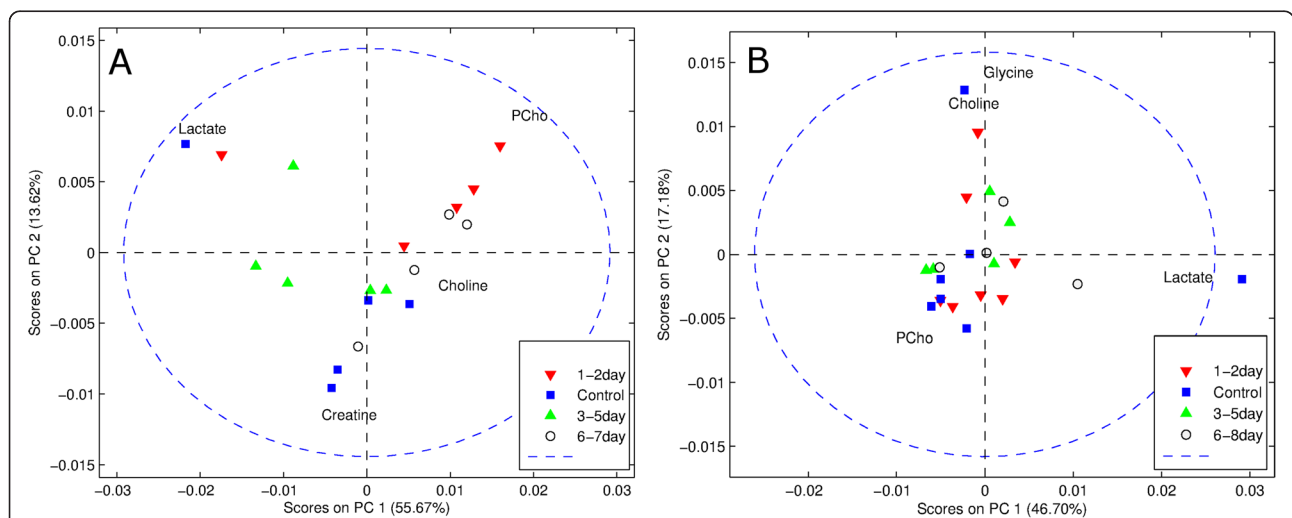 A
0.015
0.01
0.005
0
−0.005
−0.01
−0.015
Scores on PC 2 (13.62%)
Lactate
PCho
Choline
Creatine
1−2day
Control
3−5day
6−7day
−0.03
−0.02
−0.01
0
0.01
0.02
0.03
Scores on PC 1 (55.67%)
B
0.015
0.01
0.005
0
−0.005
−0.01
−0.015
Scores on PC 2 (17.18%)
Glycine
Choline
Lactate
PCho
1−2day
Control
3−5day
6−8day
−0.02
−0.01
0
0.01
0.02
0.03
Scores on PC 1 (46.70%)